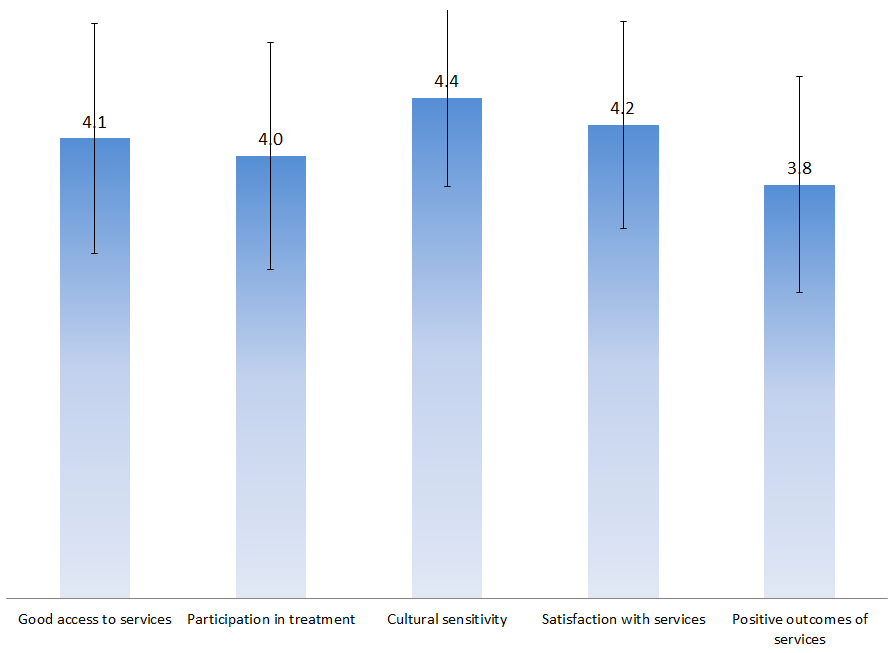 4.1
4.0
4.4
4.2
3.8
Good access to services
Participation in treatment
Cultural sensitivity
Satisfaction with services
Positive outcomes of
services